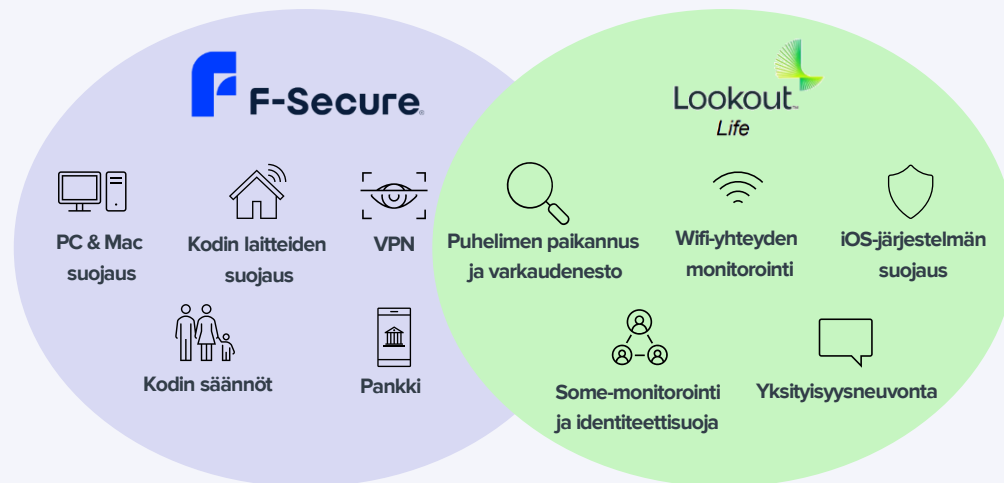 F-Secure
PC & Mac
suojaus
Kodin laitteiden
suojaus
VPN
Kodin säännöt
Pankki
Lookout
Life
Puhelimen paikannus
ja varkaudenesto
Wifi-yhteyden
monitorointi
iOS-järjestelmän
suojaus
Some-monitorointi
ja identiteettisuoja
Yksityisyysneuvonta